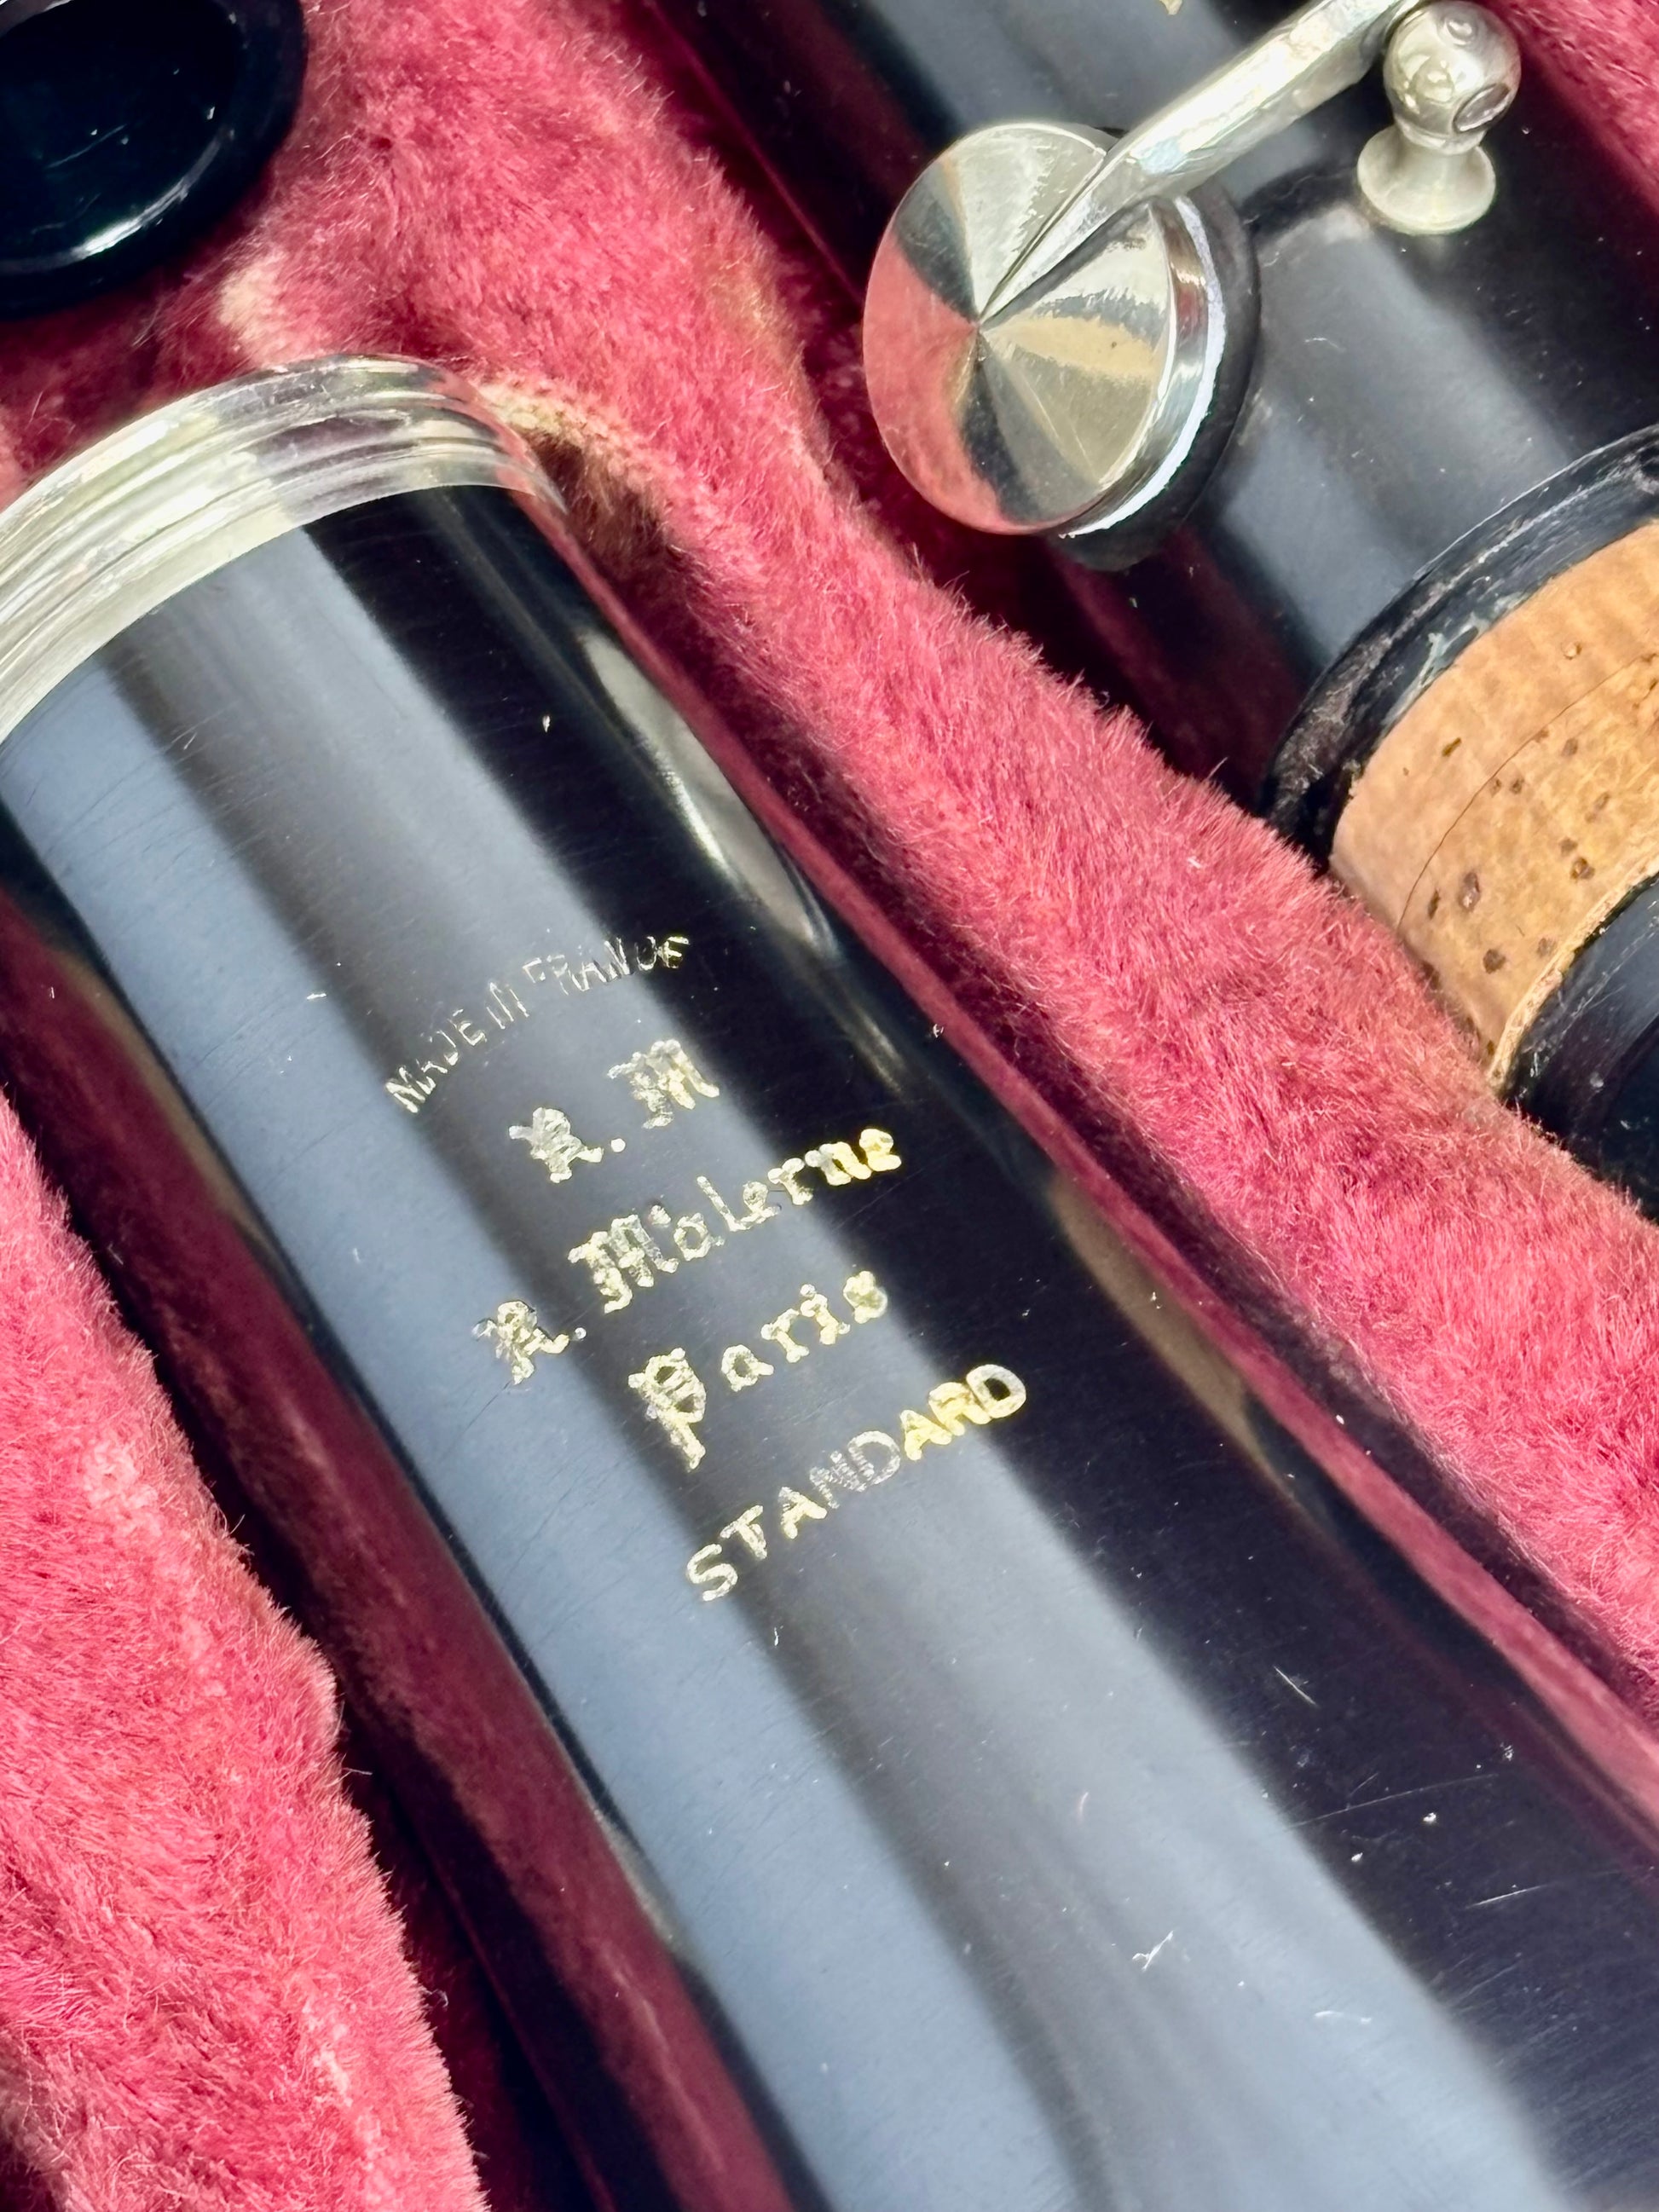 MADE IN FRANCE
R. M
R. Malerne
Paris
STANDARD